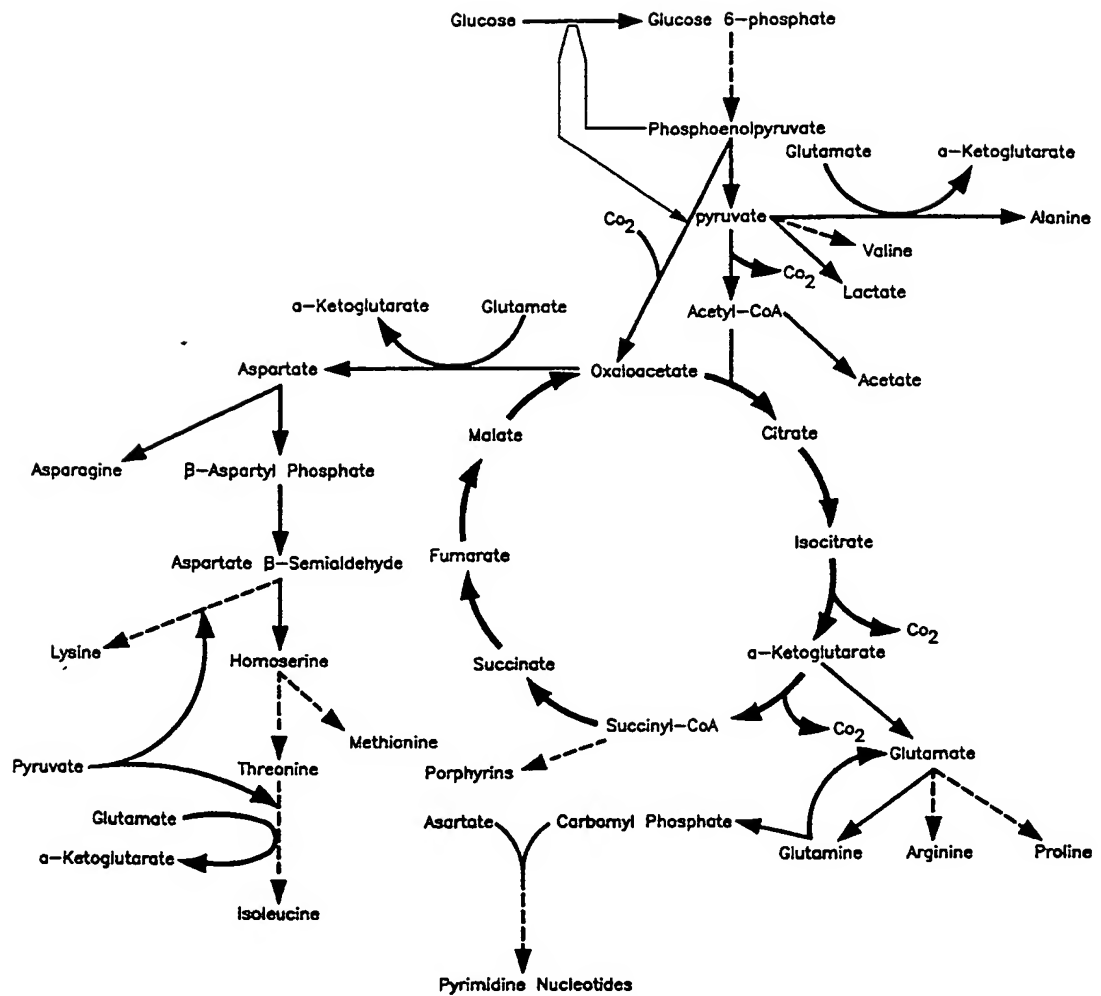 Glucose
Glucose 6-phosphate
Phosphoenolpyruvate
Glutamate
α-Ketoglutarate
Co2
pyruvate
Alanine
Valine
Co2
Lactate
α-Ketoglutarate
Glutamate
Acetyl-CoA
Aspartate
Oxaloacetate
Acetate
Malate
Citrate
Asparagine
β-Aspartyl Phosphate
Isocitrate
Aspartate β-Semialdehyde
Fumarate
Co2
Lysine
Homoserine
Succinate
α-Ketoglutarate
Succinyl-CoA
Co2
Methionine
Glutamate
Pyruvate
Threonine
Porphyrins
Glutamate
Asartate
Carbomyl Phosphate
α-Ketoglutarate
Glutamine
Arginine
Proline
Isoleucine
Pyrimidine Nucleotides